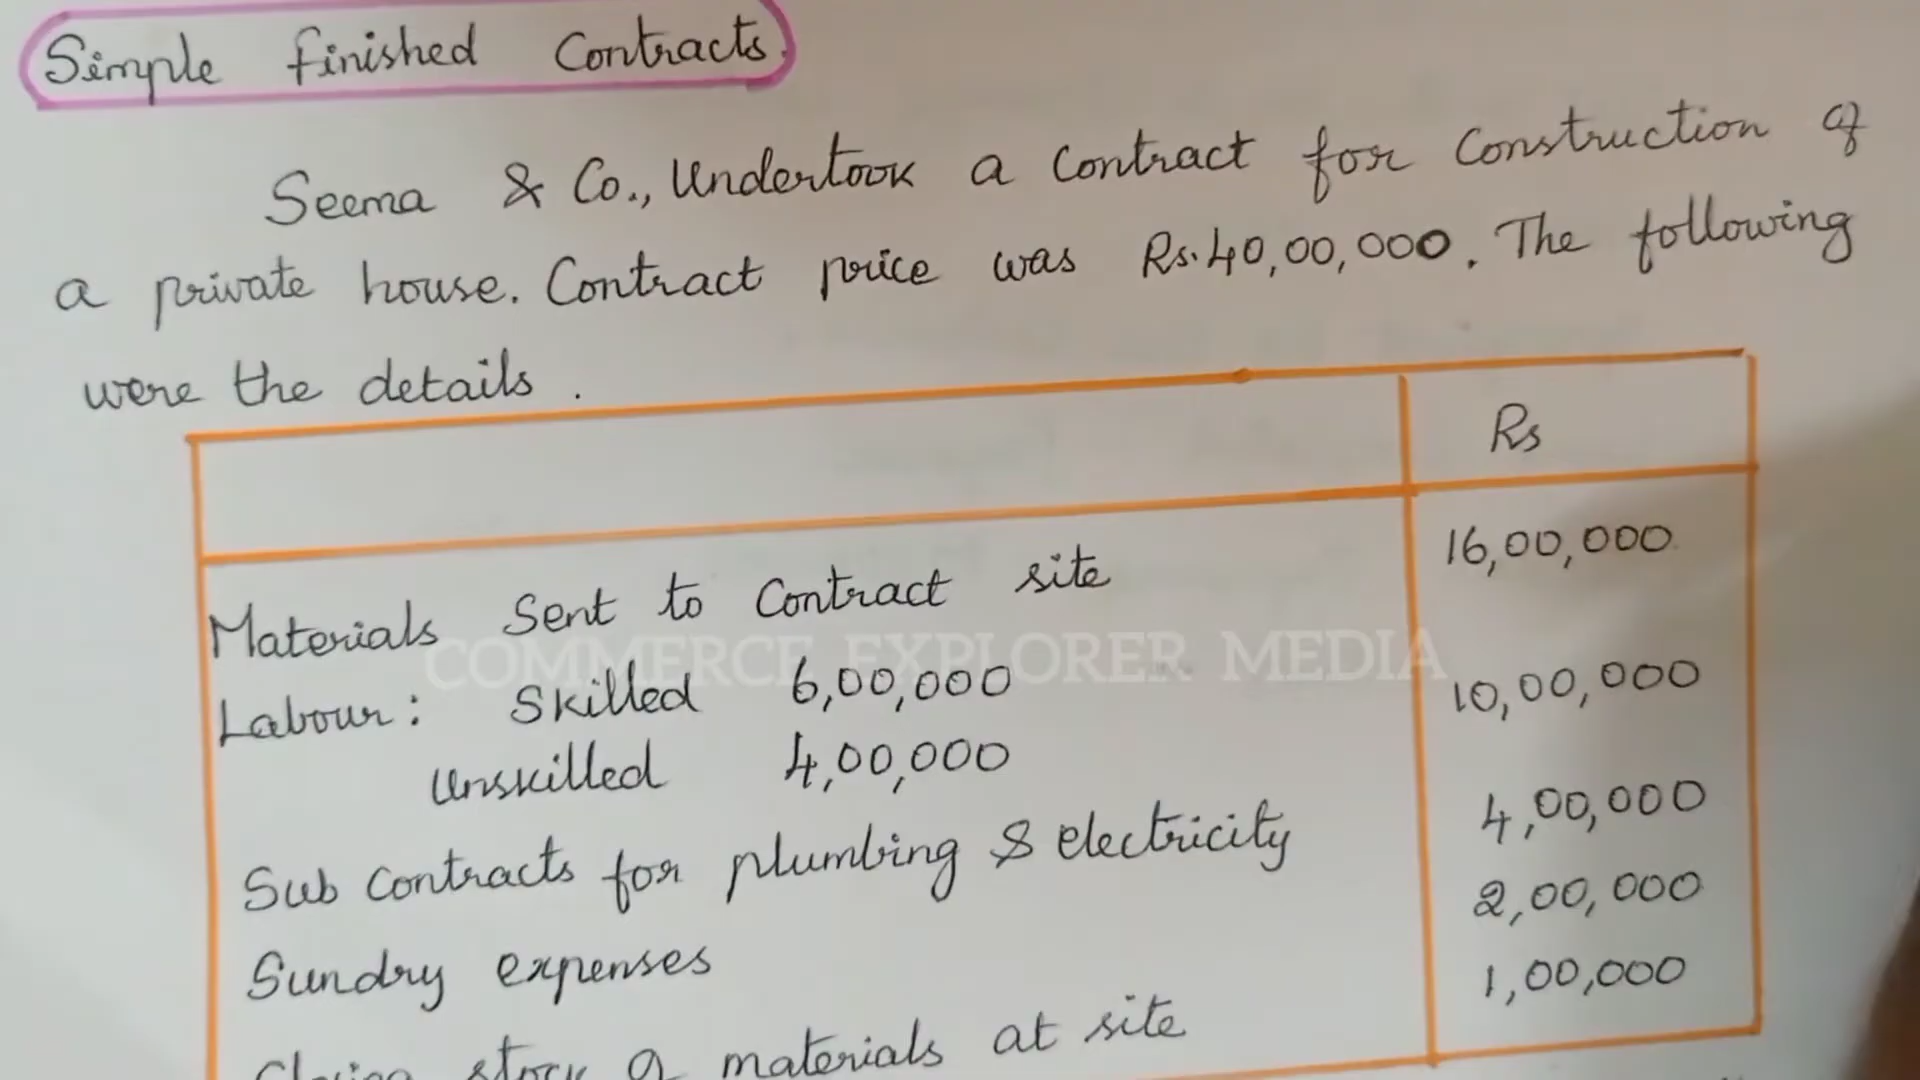 Simple finished Contracts.
Seema & Co., Undertook a Contract for Construction of
a private house. Contract price was Rs.40,00,000. The following
were the details.
Rs
Materials Sent to Contract site 16,00,000
COMMERCE EXPLORER MEDIA
Labour: Skilled 6,00,000 10,00,000
Unskilled 4,00,000
Sub Contracts for plumbing & electricity 4,00,000
Sundry expenses 2,00,000
Closing stock of materials at site 1,00,000